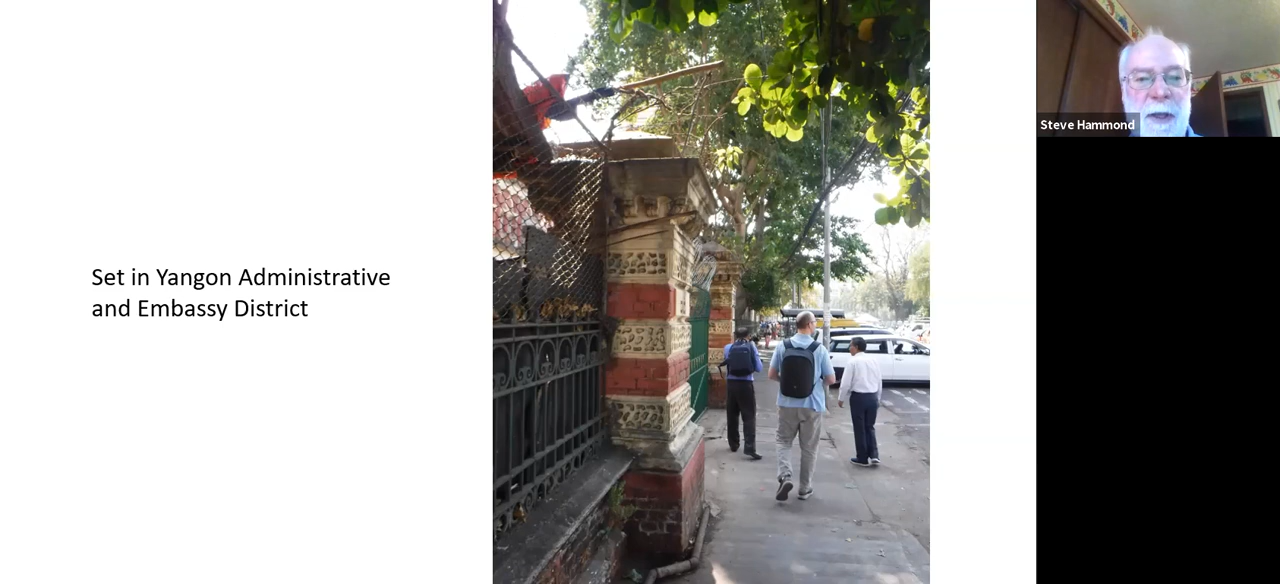 Set in Yangon Administrative
and Embassy District
Steve Hammond